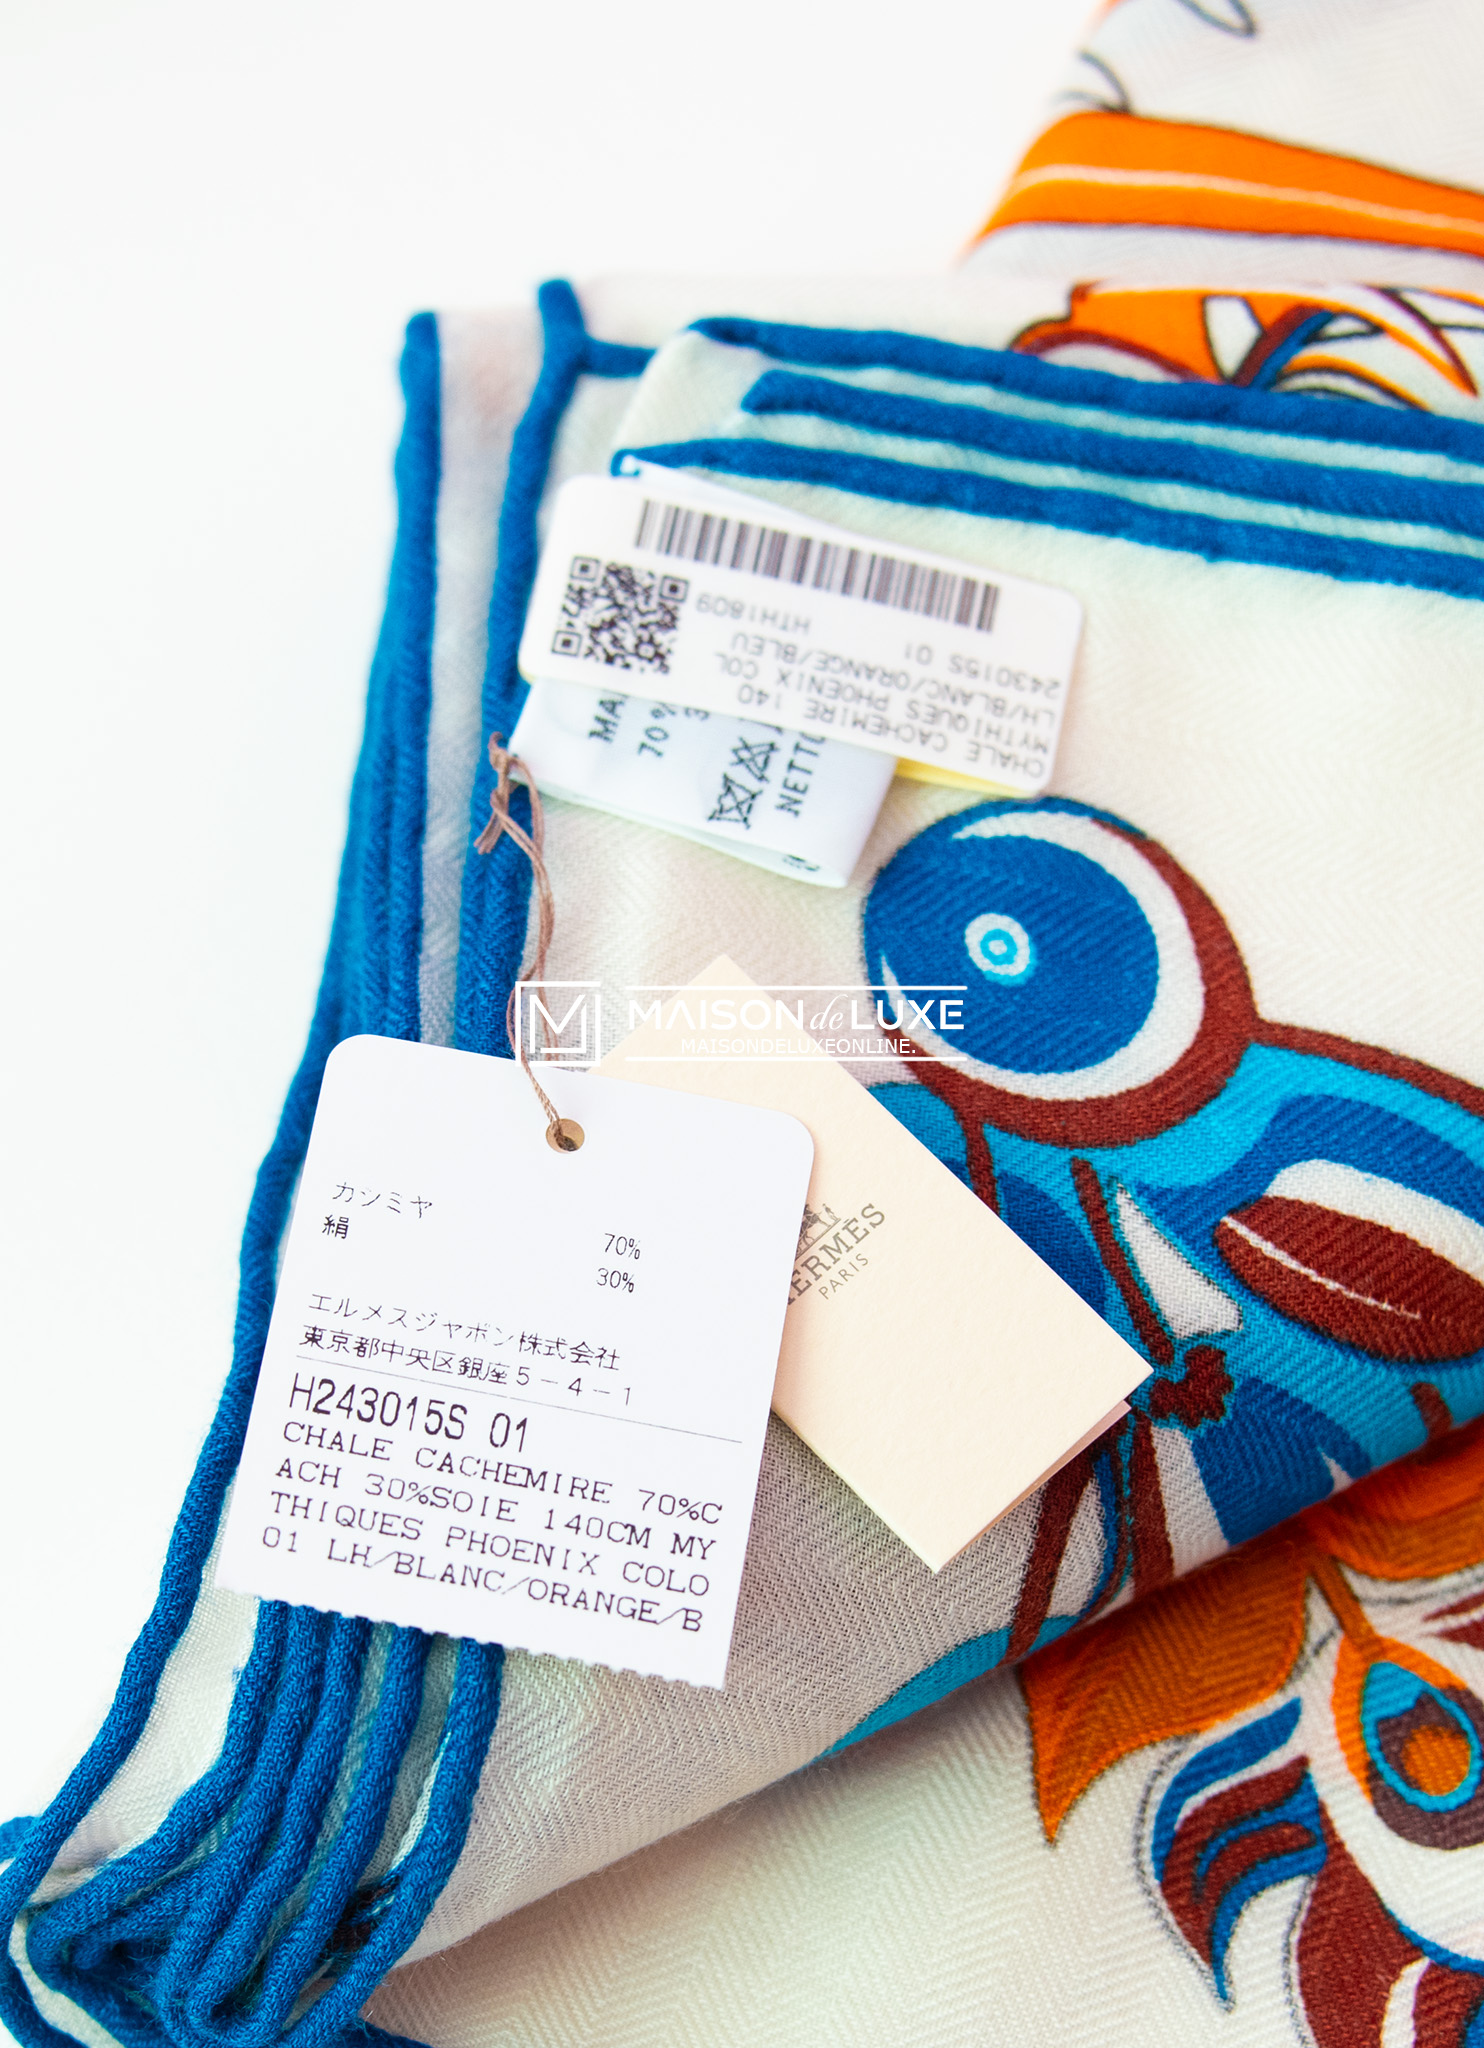 CHALE CACHEMIRE 140
MYTHIQUES PHOENIX COL
LH/BLANC/ORANGE/BLEU
243015S 01 HTH1809
70%
NETTO
MAISON de LUXE
MAISONDELUXEONLINE.
カシミヤ 70%
絹 30%
エルメスジャポン株式会社
東京都中央区銀座5-4-1
H243015S 01
CHALE CACHEMIRE 70%C
ACH 30%SOIE 140CM MY
THIQUES PHOENIX COLO
01 LH/BLANC/ORANGE/B
HERMÈS
PARIS